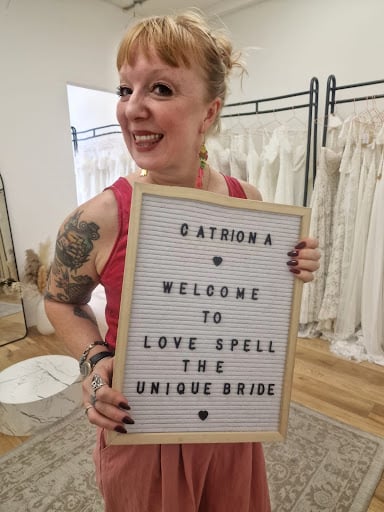 CATRIONA
♥
WELCOME
TO
LOVE SPELL
THE
UNIQUE BRIDE
♥